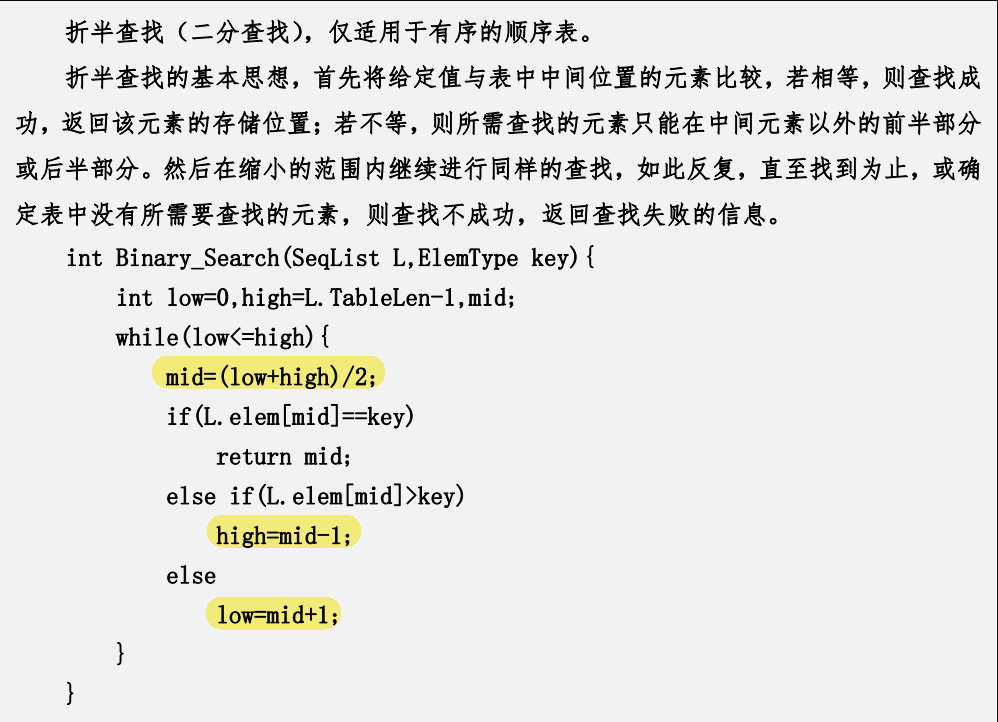 折半查找（二分查找），仅适用于有序的顺序表。
折半查找的基本思想，首先将给定值与表中中间位置的元素比较，若相等，则查找成
功，返回该元素的存储位置；若不等，则所需查找的元素只能在中间元素以外的前半部分
或后半部分。然后在缩小的范围内继续进行同样的查找，如此反复，直至找到为止，或确
定表中没有所需要查找的元素，则查找不成功，返回查找失败的信息。
int Binary_Search(SeqList L,ElemType key){
int low=0,high=L.TableLen-1,mid;
while(low<=high){
mid=(low+high)/2;
if(L.elem[mid]==key)
return mid;
else if(L.elem[mid]>key)
high=mid-1;
else
low=mid+1;
}
}